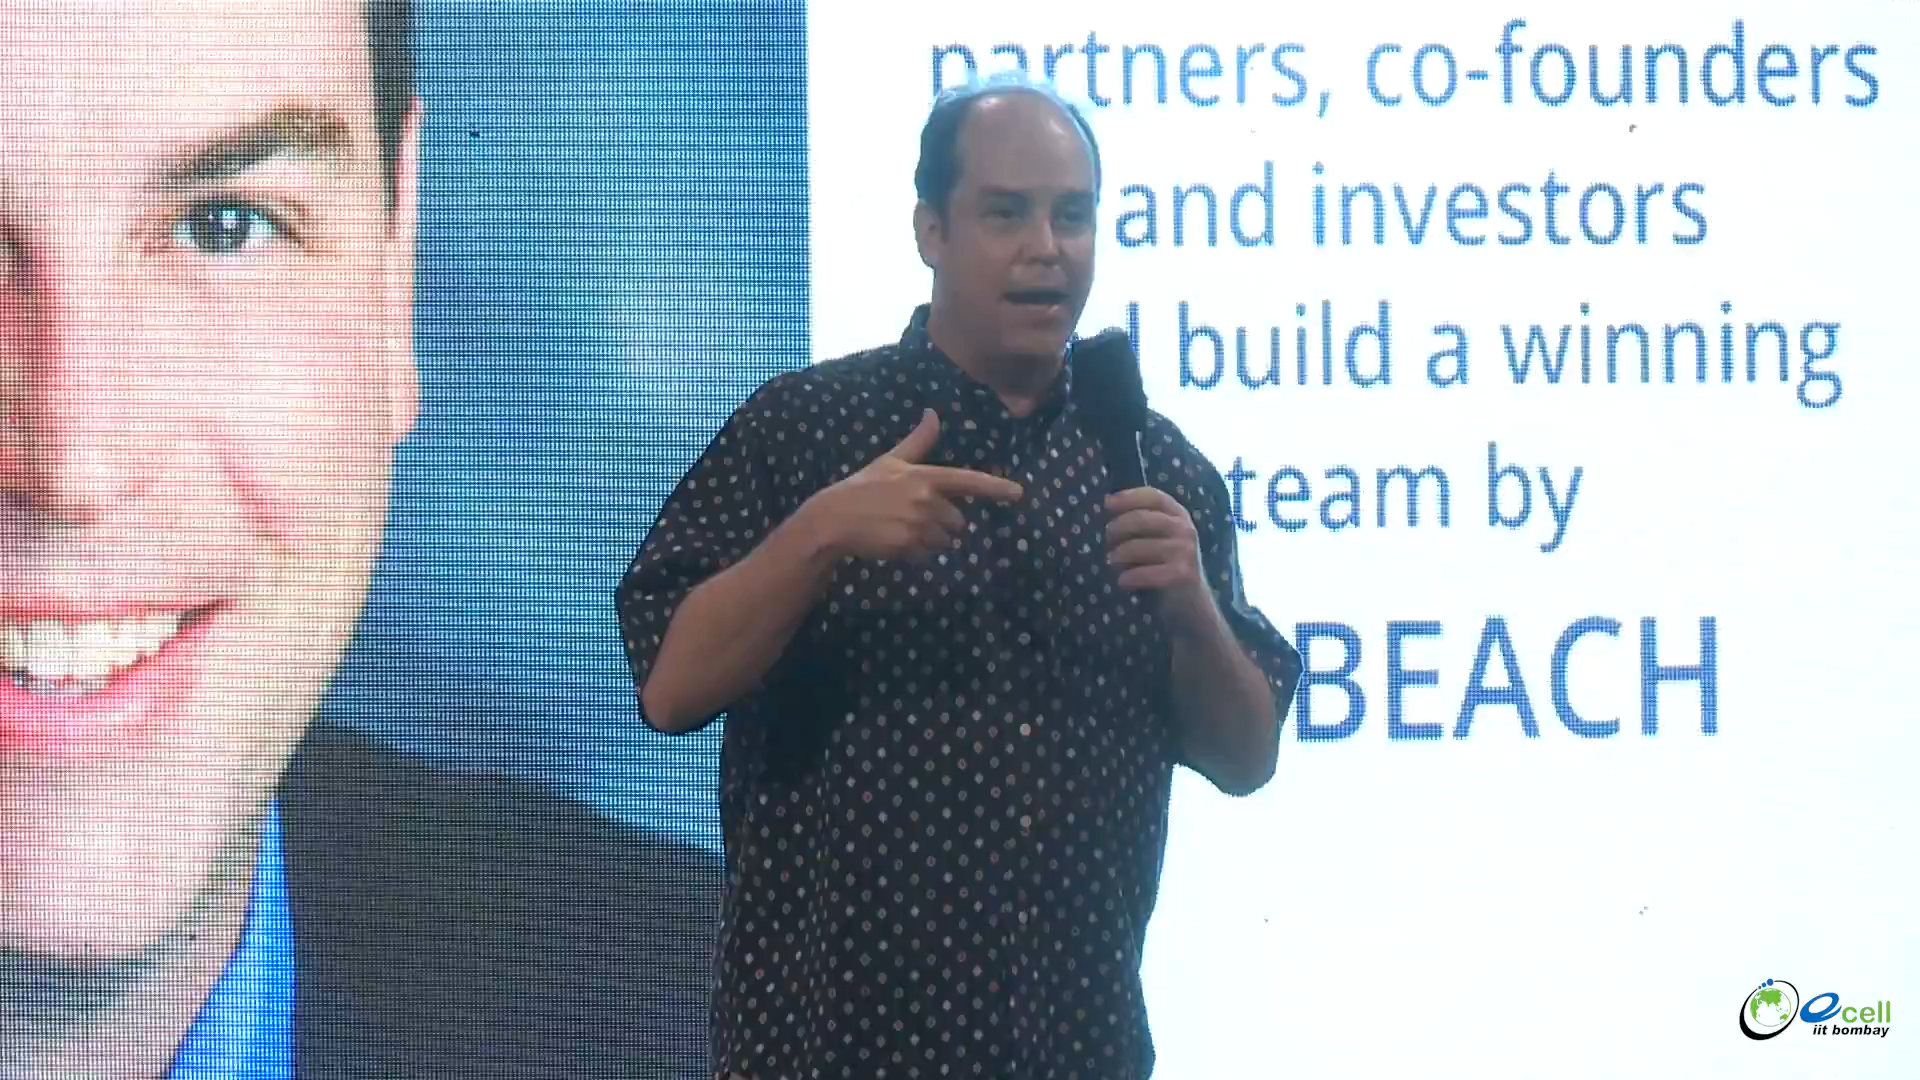 partners, co-founders
and investors
build a winning
team by
BEACH
ecell
iit bombay